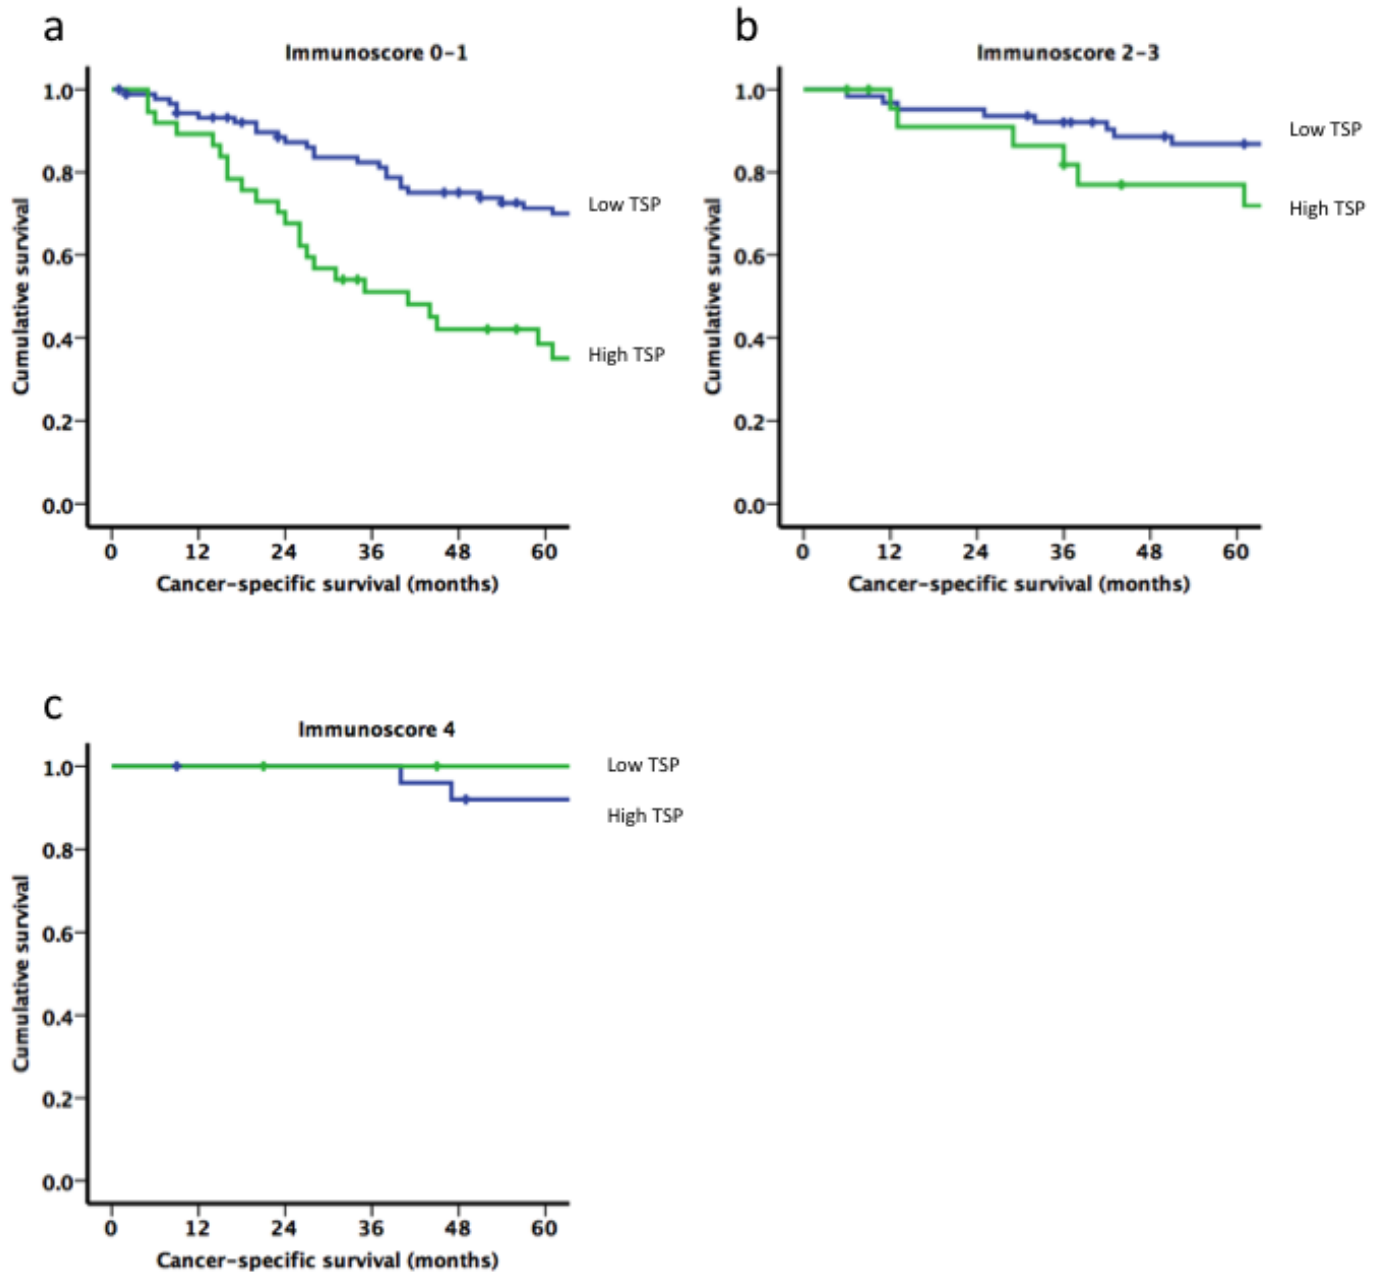 a
Immunoscore 0-1
1.0
0.8
0.6
0.4
0.2
0.0
Cumulative survival
Low TSP
High TSP
0 12 24 36 48 60
Cancer-specific survival (months)
b
Immunoscore 2-3
1.0
0.8
0.6
0.4
0.2
0.0
Cumulative survival
Low TSP
High TSP
0 12 24 36 48 60
Cancer-specific survival (months)
c
Immunoscore 4
1.0
0.8
0.6
0.4
0.2
0.0
Cumulative survival
Low TSP
High TSP
0 12 24 36 48 60
Cancer-specific survival (months)